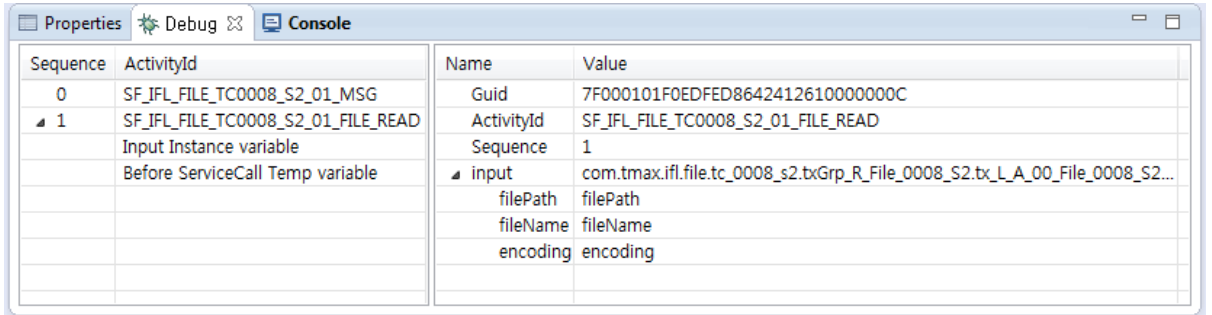 Properties Debug Console
Sequence ActivityId
0 SF_IFL_FILE_TC0008_S2_01_MSG
1 SF_IFL_FILE_TC0008_S2_01_FILE_READ
Input Instance variable
Before ServiceCall Temp variable
Name Value
Guid 7F000101F0EDFED8642412610000000C
ActivityId SF_IFL_FILE_TC0008_S2_01_FILE_READ
Sequence 1
input com.tmax.ifl.file.tc_0008_s2.txGrp_R_File_0008_S2.tx_L_A_00_File_0008_S2...
filePath filePath
fileName fileName
encoding encoding